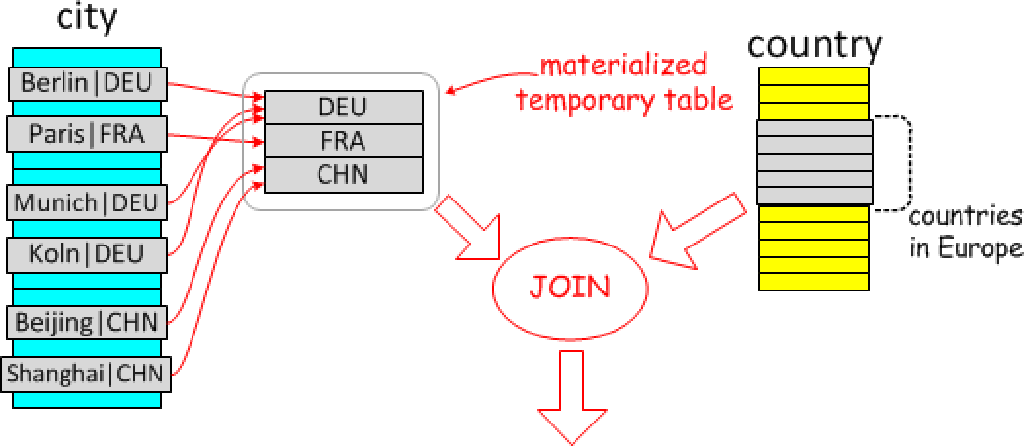 city
Berlin|DEU
Paris|FRA
Munich|DEU
Koln|DEU
Beijing|CHN
Shanghai|CHN
DEU
FRA
CHN
materialized
temporary table
country
countries
in Europe
JOIN